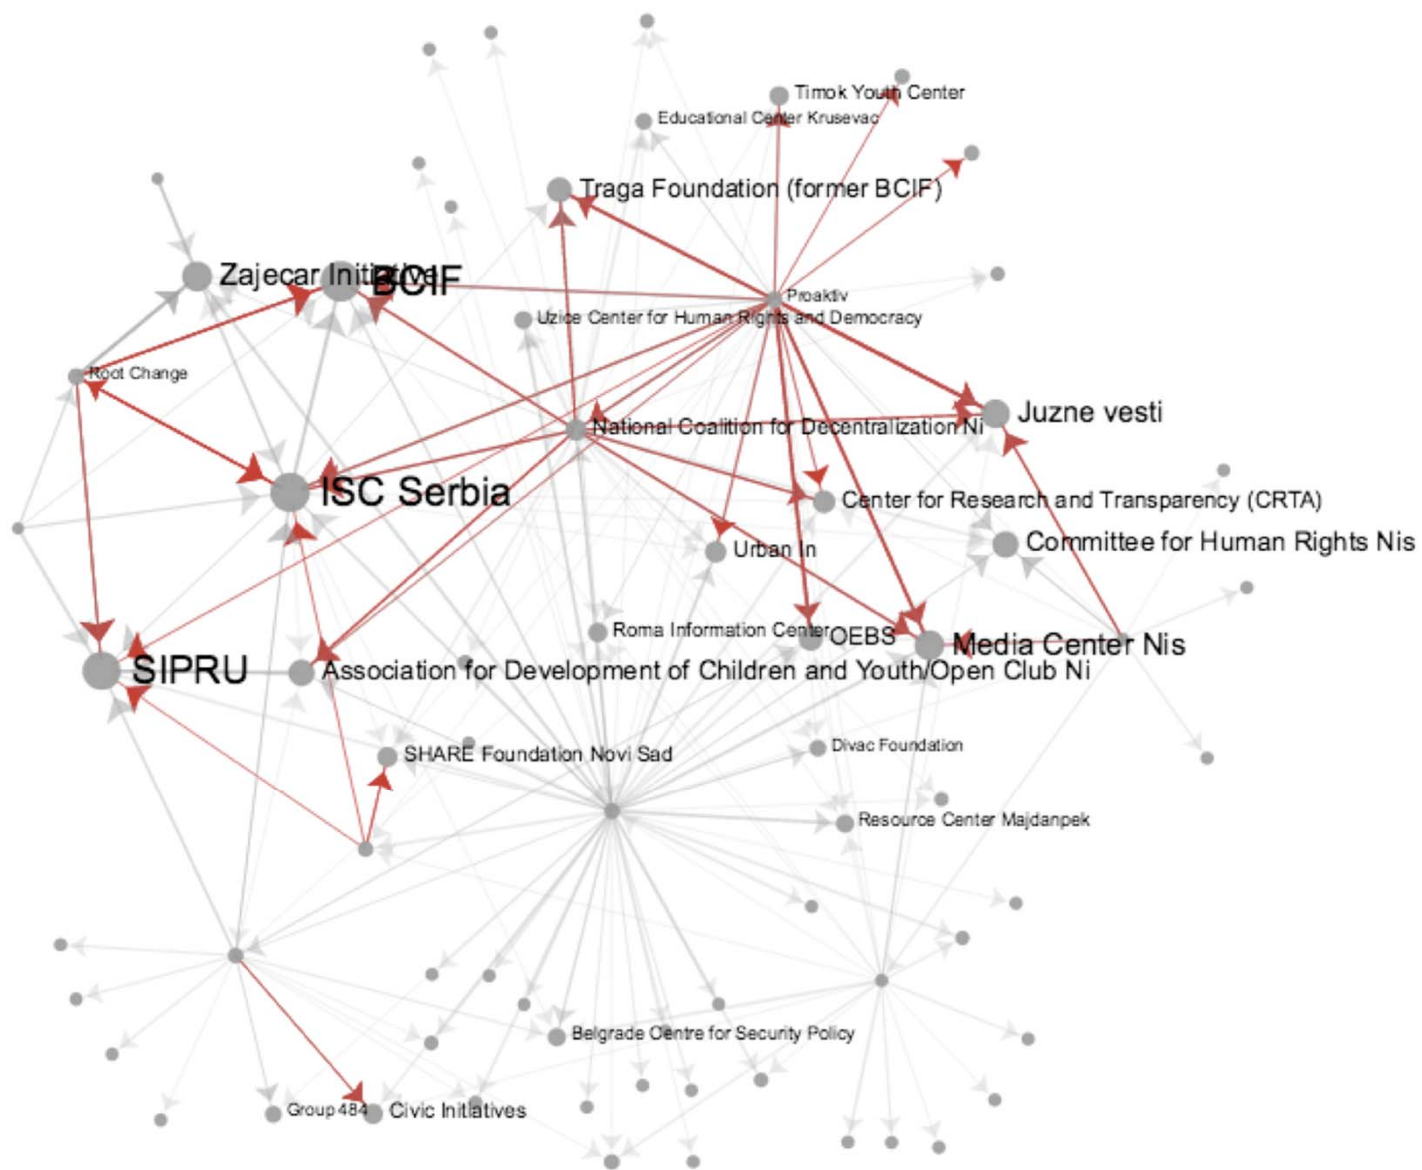 Timok Youth Center
Educational Center Krusevac
Traga Foundation (former BCIF)
Zajecar Initiative
BCIF
Proaktiv
Uzice Center for Human Rights and Democracy
Root Change
Juzne vesti
National Coalition for Decentralization Ni
ISC Serbia
Center for Research and Transparency (CRTA)
Committee for Human Rights Nis
Urban In
Roma Information Center
OEBS
Media Center Nis
SIPRU
Association for Development of Children and Youth/Open Club Ni
SHARE Foundation Novi Sad
Divac Foundation
Resource Center Majdanpek
Belgrade Centre for Security Policy
Group 484
Civic Initiatives